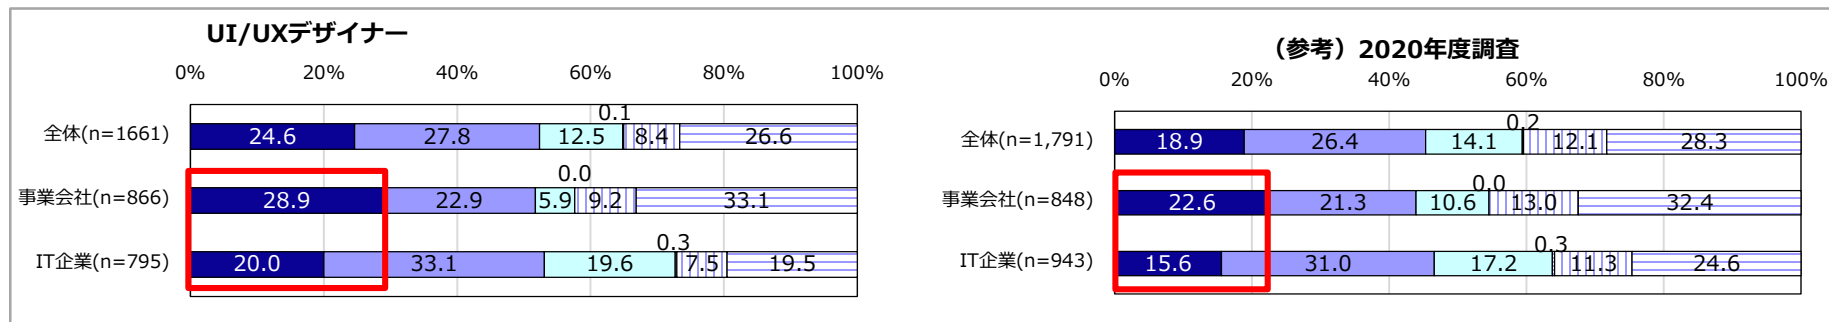 UI/UXデザイナー
0% 20% 40% 60% 80% 100%
0.1
全体(n=1661) 24.6 27.8 12.5 8.4 26.6
0.0
事業会社(n=866) 28.9 22.9 5.9 9.2 33.1
0.3
IT企業(n=795) 20.0 33.1 19.6 7.5 19.5
（参考）2020年度調査
0% 20% 40% 60% 80% 100%
0.2
全体(n=1,791) 18.9 26.4 14.1 12.1 28.3
0.0
事業会社(n=848) 22.6 21.3 10.6 13.0 32.4
0.3
IT企業(n=943) 15.6 31.0 17.2 11.3 24.6